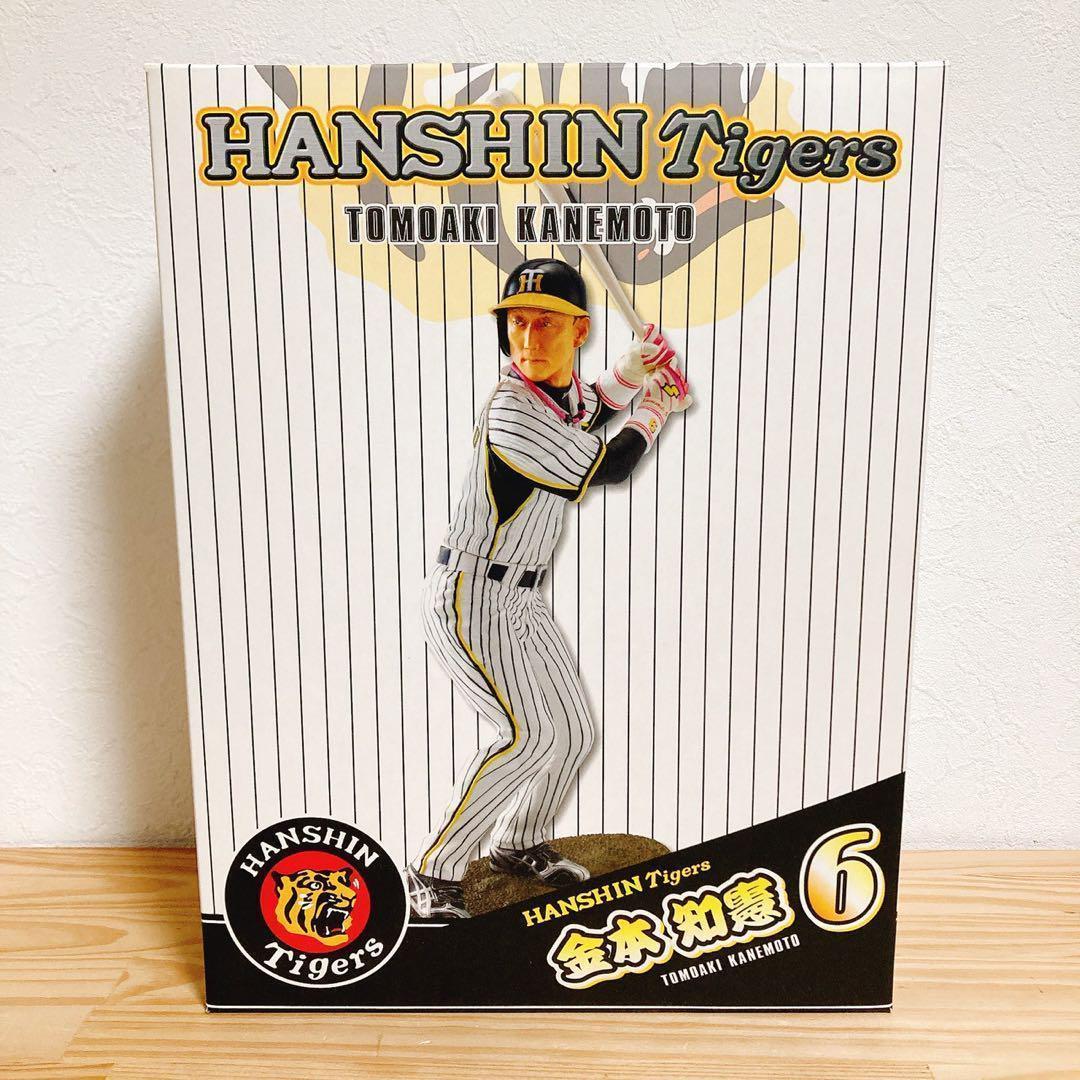 HANSHIN Tigers
TOMOAKI KANEMOTO
HANSHIN
Tigers
HANSHIN Tigers
金本 知憲 6
TOMOAKI KANEMOTO